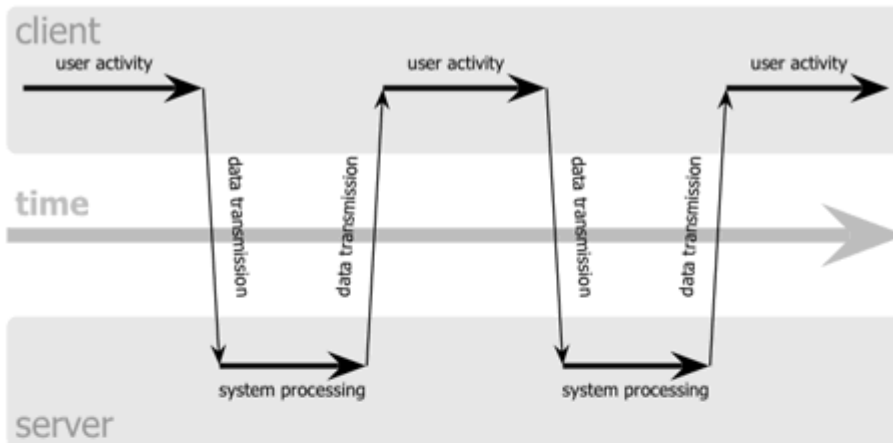 client
user activity
user activity
user activity
data transmission
data transmission
data transmission
data transmission
time
system processing
system processing
server